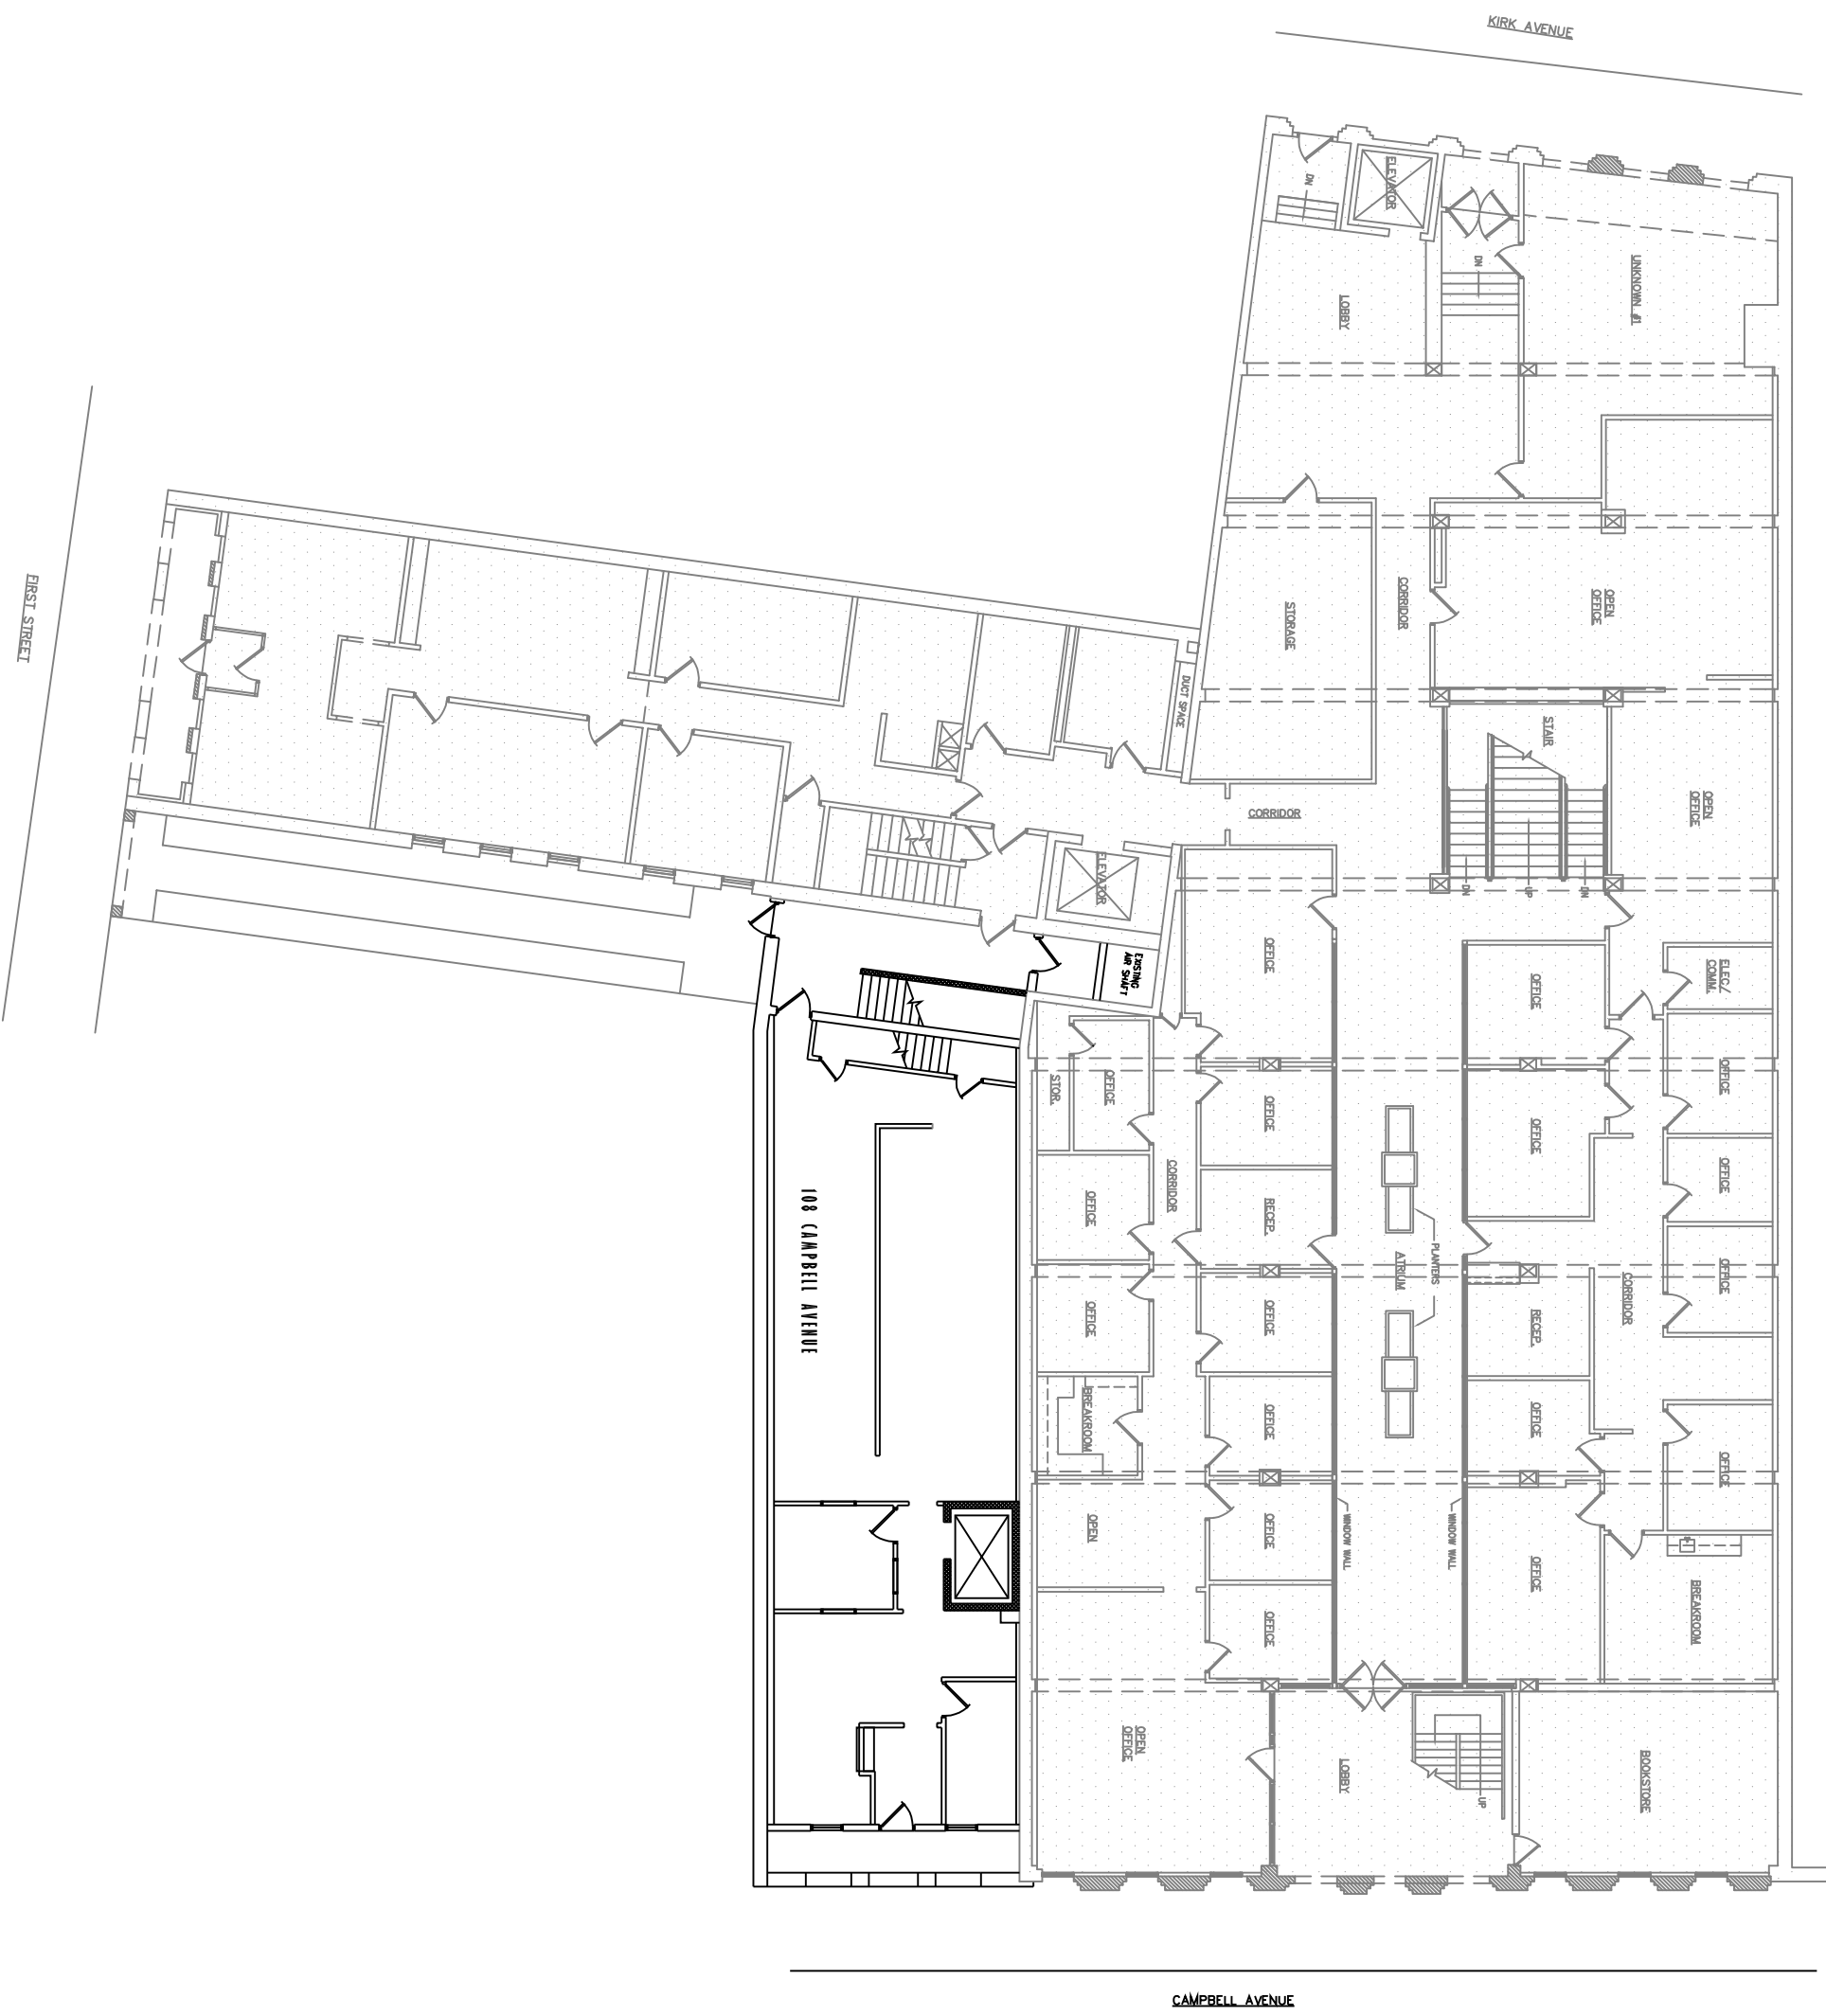 KIRK AVENUE
ELEVATOR
DN
DN
UNKNOWN #1
LOBBY
FIRST STREET
STORAGE
CORRIDOR
OPEN
OFFICE
DUCT SPACE
STAIR
CORRIDOR
OPEN
OFFICE
ELEVATOR
DN
UP
DN
EXISTING
AIR SHAFT
OFFICE
OFFICE
ELEC/
COMM.
STOR.
OFFICE
OFFICE
OFFICE
OFFICE
CORRIDOR
OFFICE
RECEP.
OFFICE
108 CAMPBELL AVENUE
PLANTERS
ATRIUM
OFFICE
CORRIDOR
OFFICE
OFFICE
RECEP.
BREAKROOM
OFFICE
OFFICE
OFFICE
OPEN
OFFICE
WINDOW WALL
WINDOW WALL
OFFICE
OFFICE
BREAKROOM
OPEN
OFFICE
LOBBY
UP
BOOKSTORE
CAMPBELL AVENUE